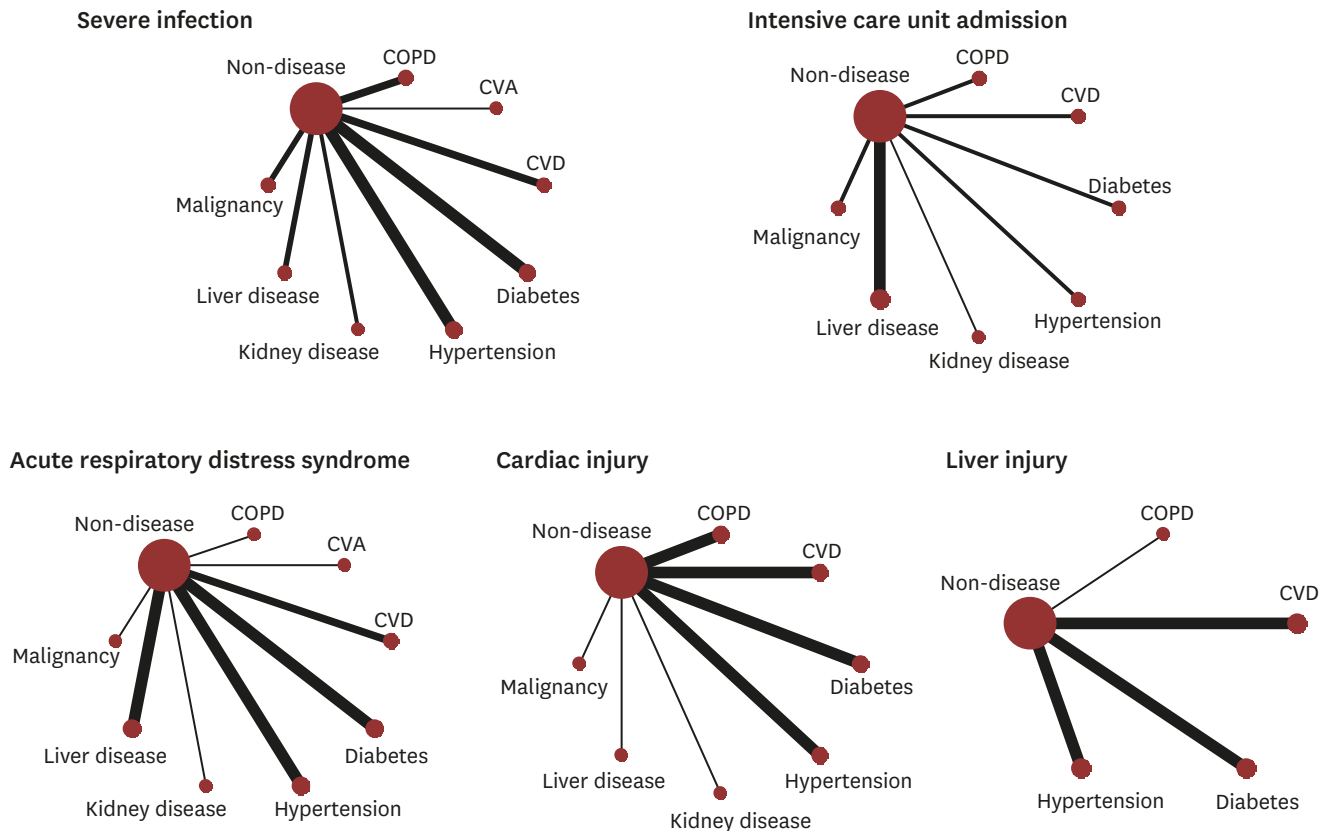 Severe infection
Non-disease
COPD
CVA
CVD
Diabetes
Hypertension
Kidney disease
Liver disease
Malignancy
Intensive care unit admission
Non-disease
COPD
CVD
Diabetes
Hypertension
Kidney disease
Liver disease
Malignancy
Acute respiratory distress syndrome
Non-disease
COPD
CVA
CVD
Diabetes
Hypertension
Kidney disease
Liver disease
Malignancy
Cardiac injury
Non-disease
COPD
CVD
Diabetes
Hypertension
Kidney disease
Liver disease
Malignancy
Liver injury
Non-disease
COPD
CVD
Diabetes
Hypertension